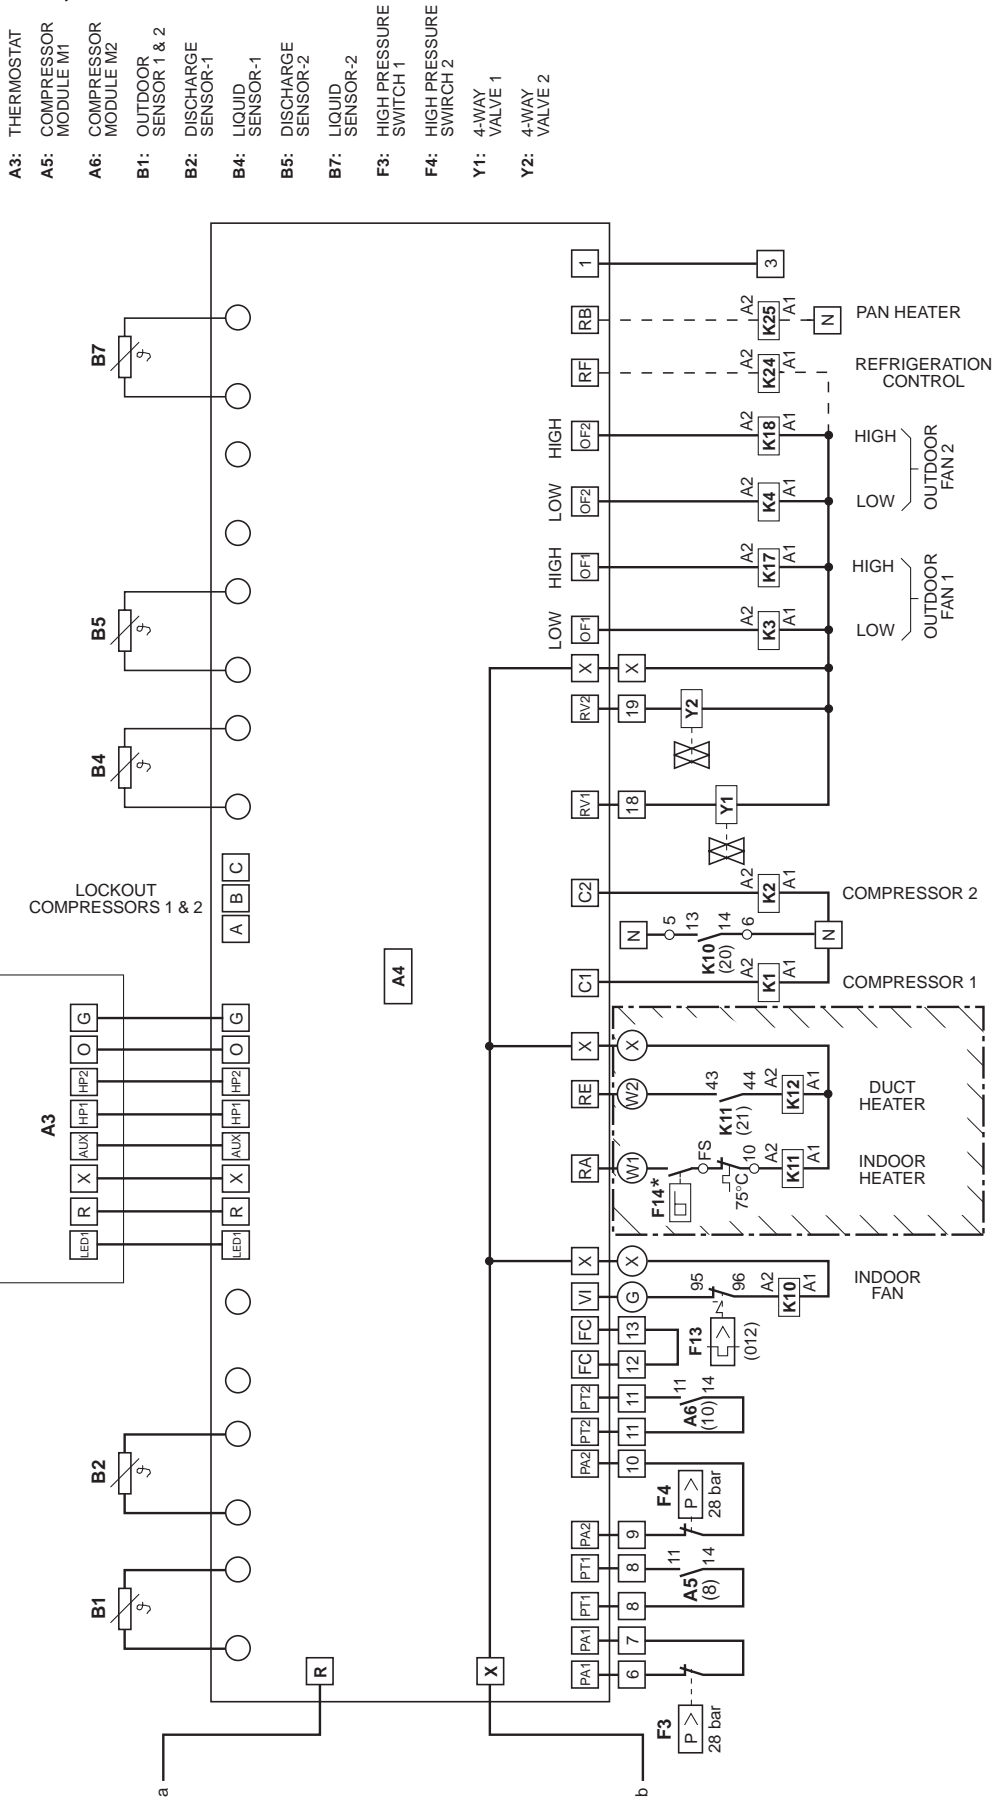 A3: THERMOSTAT
A5: COMPRESSOR
MODULE M1
A6: COMPRESSOR
MODULE M2
B1: OUTDOOR
SENSOR 1 & 2
B2: DISCHARGE
SENSOR-1
B4: LIQUID
SENSOR-1
B5: DISCHARGE
SENSOR-2
B7: LIQUID
SENSOR-2
F3: HIGH PRESSURE
SWITCH 1
F4: HIGH PRESSURE
SWIRCH 2
Y1: 4-WAY
VALVE 1
Y2: 4-WAY
VALVE 2
B1
B2
A3
LED1 R X AUX HP1 HP2 O G
LED1 R X AUX HP1 HP2 O G
LOCKOUT
COMPRESSORS 1 & 2
A B C
B4
B5
B7
A4
a
R
b
X
LOW HIGH LOW HIGH
PA1 PA1 PT1 PT1 PA2 PA2 PT2 PT2 FC FC VI X RA RE X C1 C2 RV1 RV2 X OF1 OF1 OF2 OF2 RF RB 1
6 7 8 8 9 10 11 11 12 13 G X W1 W2 X N 18 19 X
F3
P >
28 bar
11
A5
(8)
14
F4
P >
28 bar
11
A6
(10)
14
F13
>
(012)
95
96
A2
K10
A1
INDOOR
FAN
F14*
FS
75°C
10
A2
K11
A1
INDOOR
HEATER
43
K11
(21)
44
A2
K12
A1
DUCT
HEATER
A2
K1
A1
COMPRESSOR 1
5
13
K10
(20)
14
6
N
A2
K2
A1
COMPRESSOR 2
Y1
Y2
A2
K3
A1
LOW
A2
K17
A1
HIGH
OUTDOOR
FAN 1
A2
K4
A1
LOW
A2
K18
A1
HIGH
OUTDOOR
FAN 2
A2
K24
A1
REFRIGERATION
CONTROL
A2
K25
A1
N
PAN HEATER
3